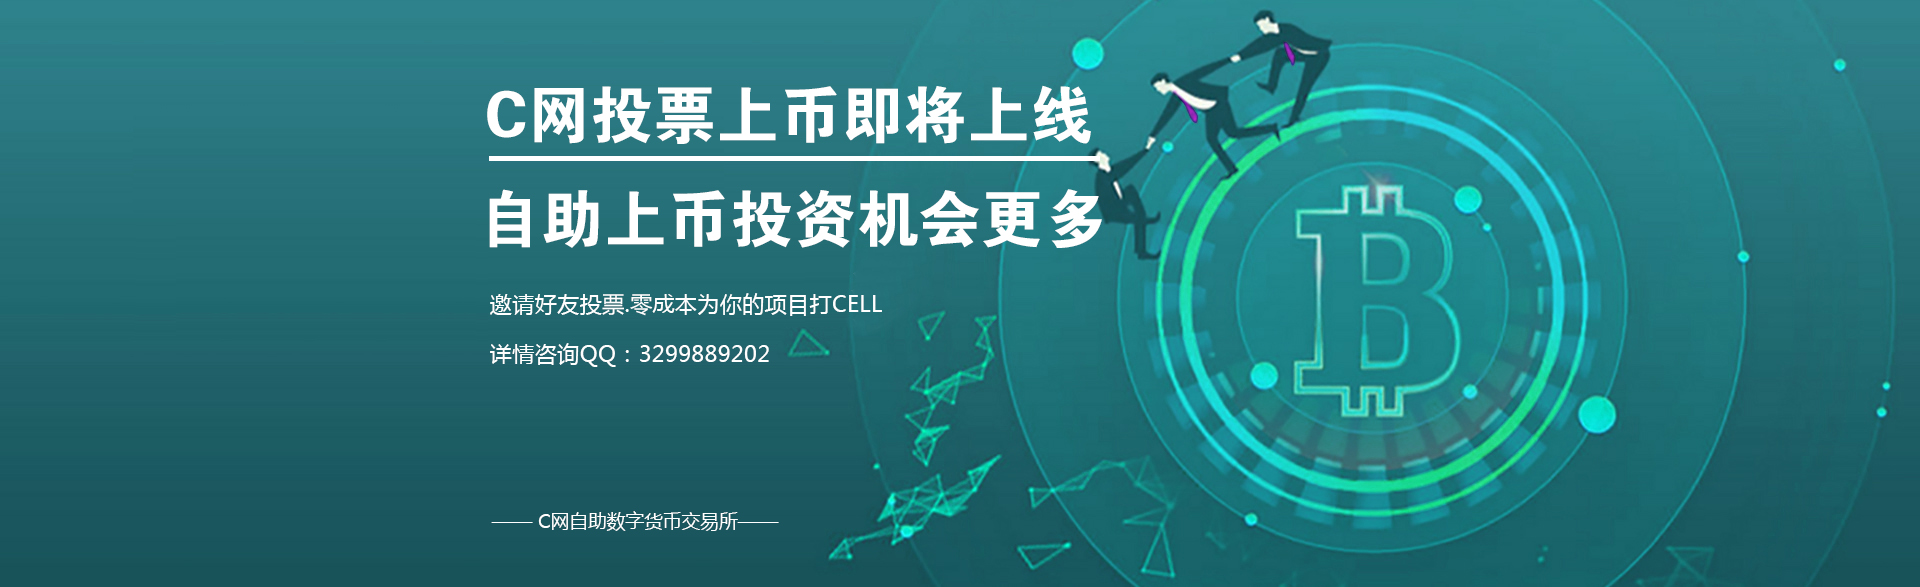 C网投票上币即将上线
自助上币投资机会更多
邀请好友投票.零成本为你的项目打CELL
详情咨询QQ：3299889202
—— C网自助数字货币交易所——